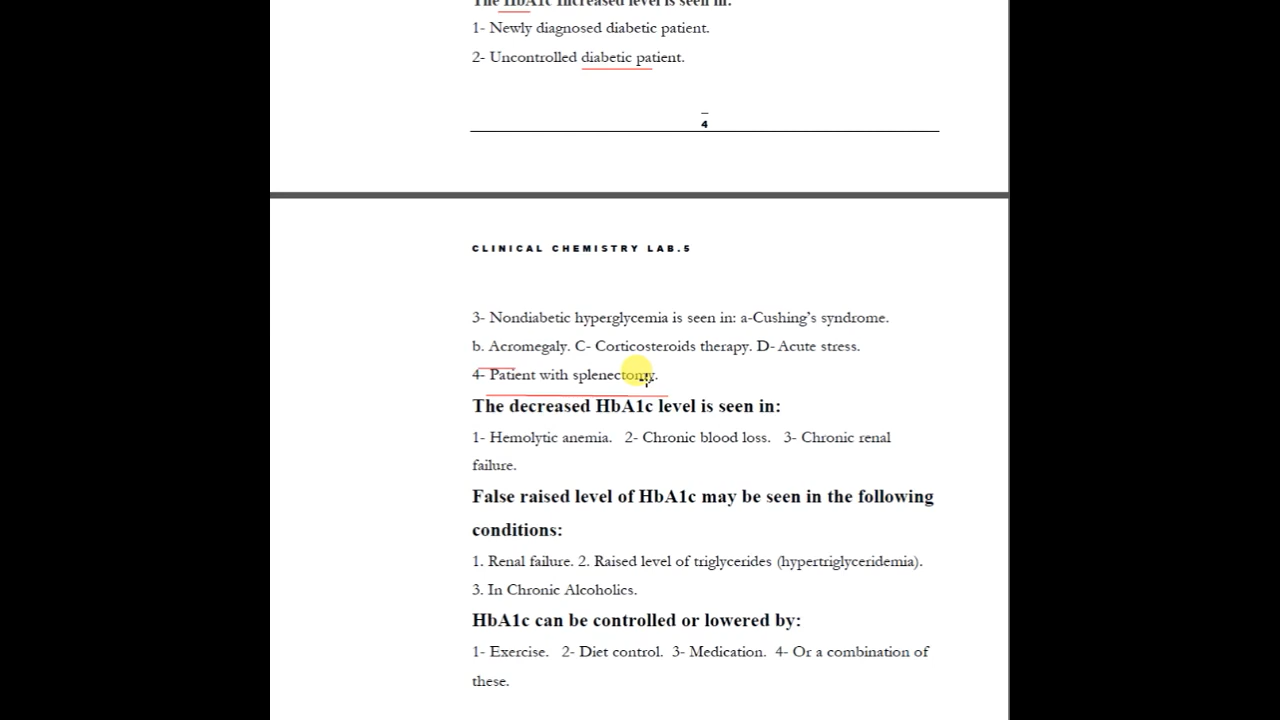 The HbA1c increased level is seen in:
1- Newly diagnosed diabetic patient.
2- Uncontrolled diabetic patient.
4
CLINICAL CHEMISTRY LAB.5
3- Nondiabetic hyperglycemia is seen in: a-Cushing's syndrome.
b. Acromegaly. C- Corticosteroids therapy. D- Acute stress.
4- Patient with splenectomy.
The decreased HbA1c level is seen in:
1- Hemolytic anemia. 2- Chronic blood loss. 3- Chronic renal
failure.
False raised level of HbA1c may be seen in the following
conditions:
1. Renal failure. 2. Raised level of triglycerides (hypertriglyceridemia).
3. In Chronic Alcoholics.
HbA1c can be controlled or lowered by:
1- Exercise. 2- Diet control. 3- Medication. 4- Or a combination of
these.